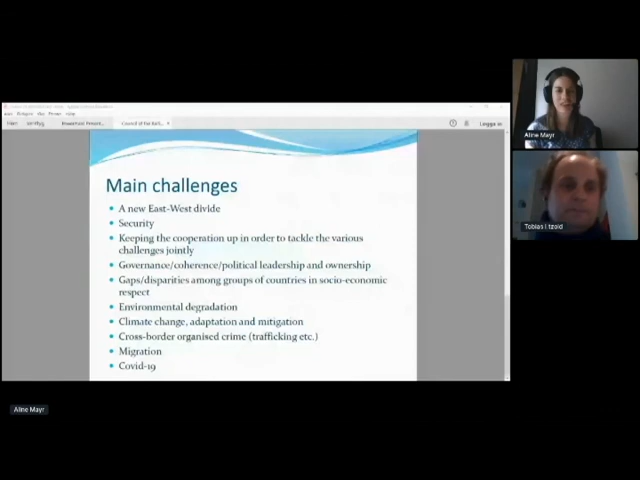 Aline Mayr
Logga in
Main challenges
A new East-West divide
Security
Keeping the cooperation up in order to tackle the various
challenges jointly
Governance/coherence/political leadership and ownership
Gaps/disparities among groups of countries in socio-economic
respect
Environmental degradation
Climate change, adaptation and mitigation
Cross-border organised crime (trafficking etc.)
Migration
Covid-19
Tobias
Aline Mayr